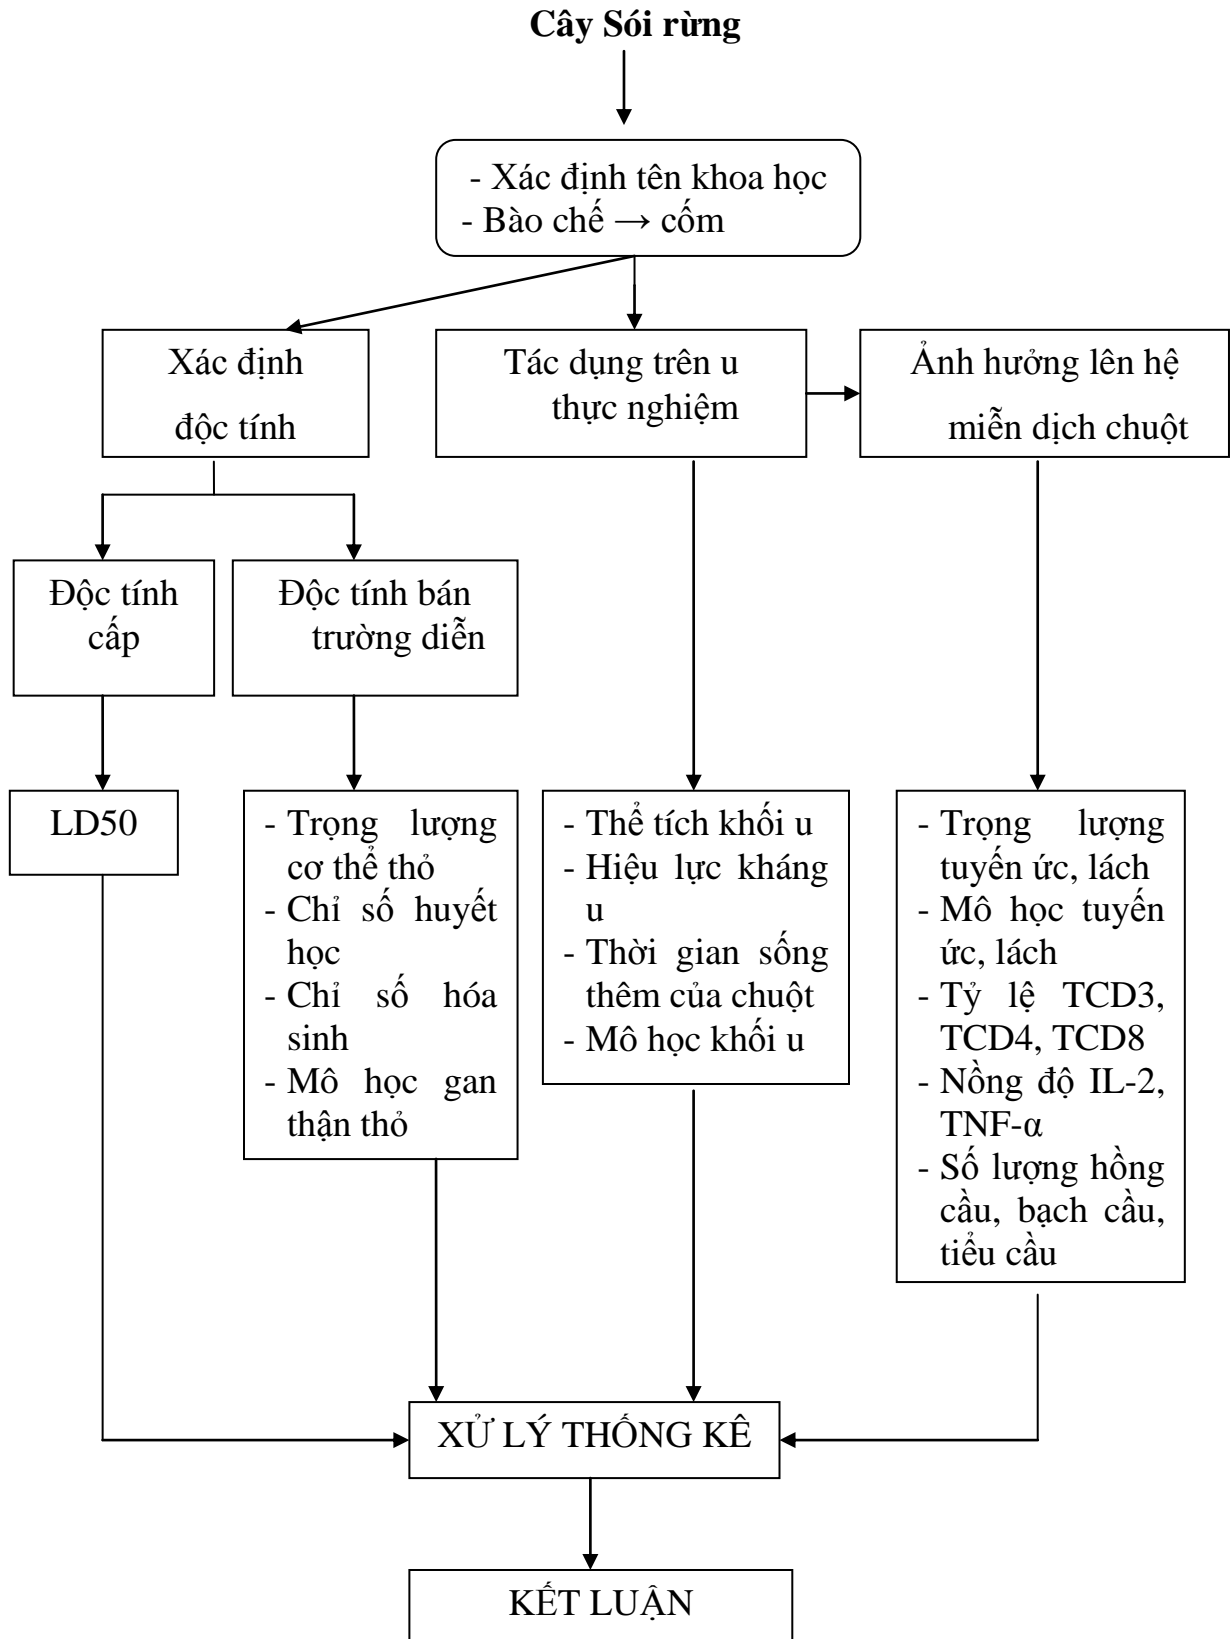 Cây Sói rừng
- Xác định tên khoa học
- Bào chế → cốm
Xác định
độc tính
Tác dụng trên u
thực nghiệm
Ảnh hưởng lên hệ
miễn dịch chuột
Độc tính
cấp
Độc tính bán
trường diễn
LD50
- Trọng lượng
cơ thể thỏ
- Chỉ số huyết
học
- Chỉ số hóa
sinh
- Mô học gan
thận thỏ
- Thể tích khối u
- Hiệu lực kháng
u
- Thời gian sống
thêm của chuột
- Mô học khối u
- Trọng lượng
tuyến ức, lách
- Mô học tuyến
ức, lách
- Tỷ lệ TCD3,
TCD4, TCD8
- Nồng độ IL-2,
TNF-α
- Số lượng hồng
cầu, bạch cầu,
tiểu cầu
XỬ LÝ THỐNG KÊ
KẾT LUẬN